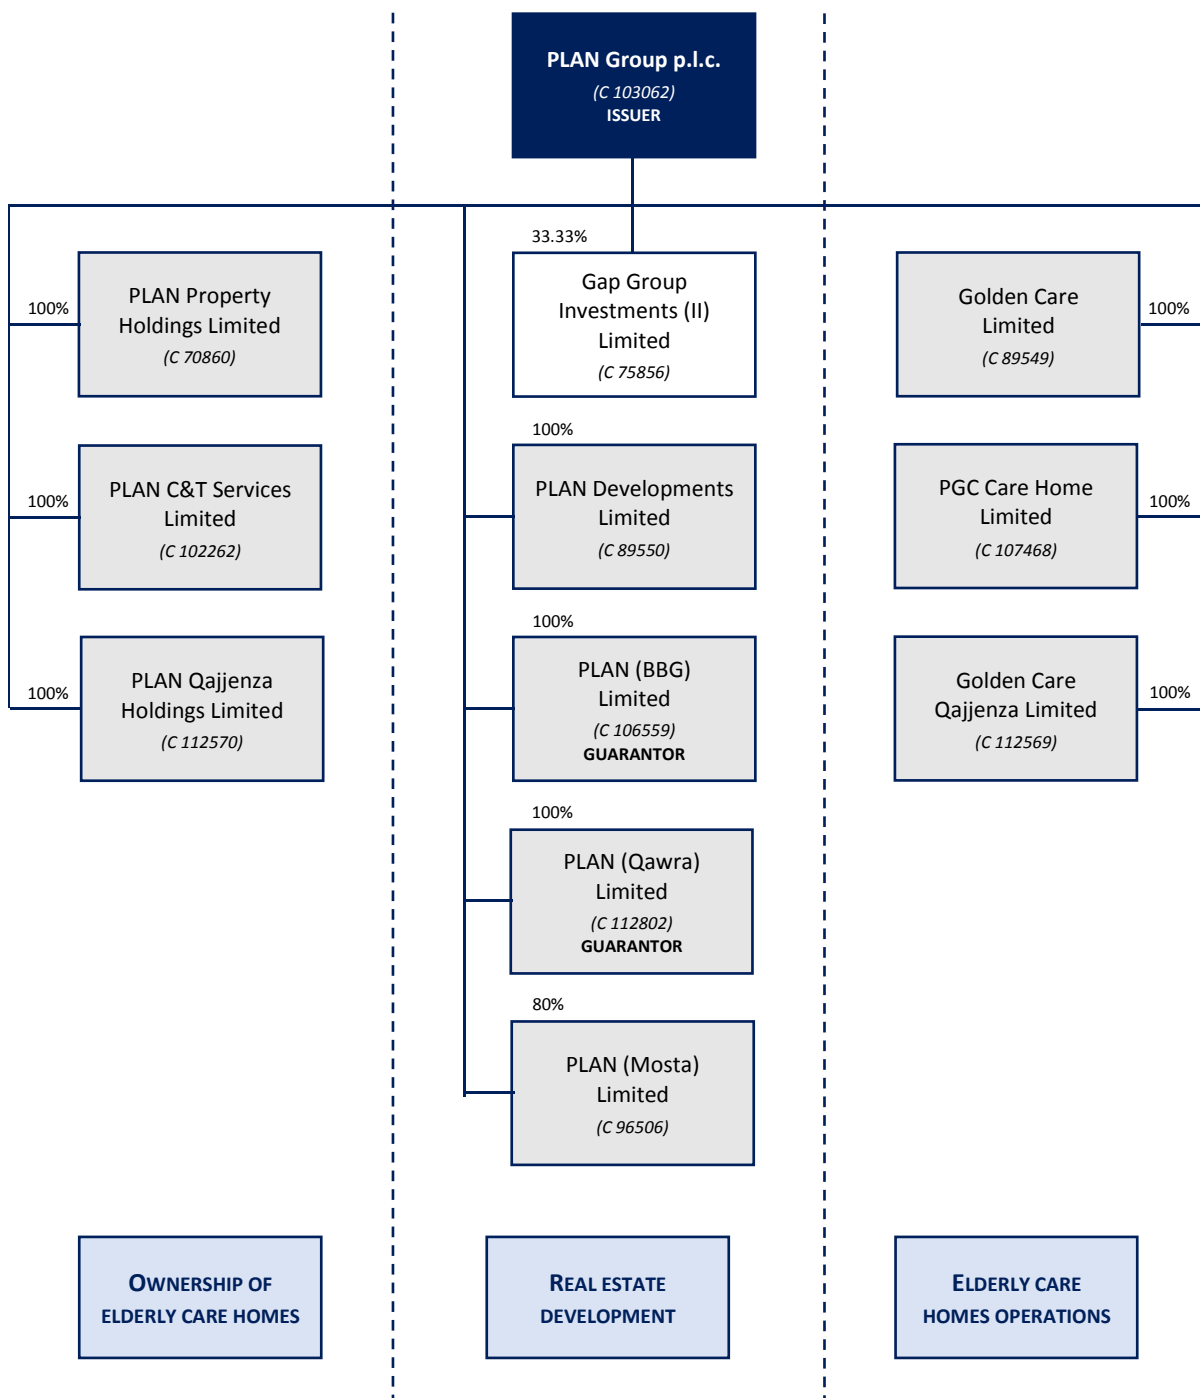 PLAN Group p.l.c.
(C 103062)
ISSUER
100%
PLAN Property
Holdings Limited
(C 70860)
100%
PLAN C&T Services
Limited
(C 102262)
100%
PLAN Qajjenza
Holdings Limited
(C 112570)
33.33%
Gap Group
Investments (II)
Limited
(C 75856)
100%
PLAN Developments
Limited
(C 89550)
100%
PLAN (BBG)
Limited
(C 106559)
GUARANTOR
100%
PLAN (Qawra)
Limited
(C 112802)
GUARANTOR
80%
PLAN (Mosta)
Limited
(C 96506)
Golden Care
Limited
(C 89549)
100%
PGC Care Home
Limited
(C 107468)
100%
Golden Care
Qajjenza Limited
(C 112569)
100%
OWNERSHIP OF
ELDERLY CARE HOMES
REAL ESTATE
DEVELOPMENT
ELDERLY CARE
HOMES OPERATIONS